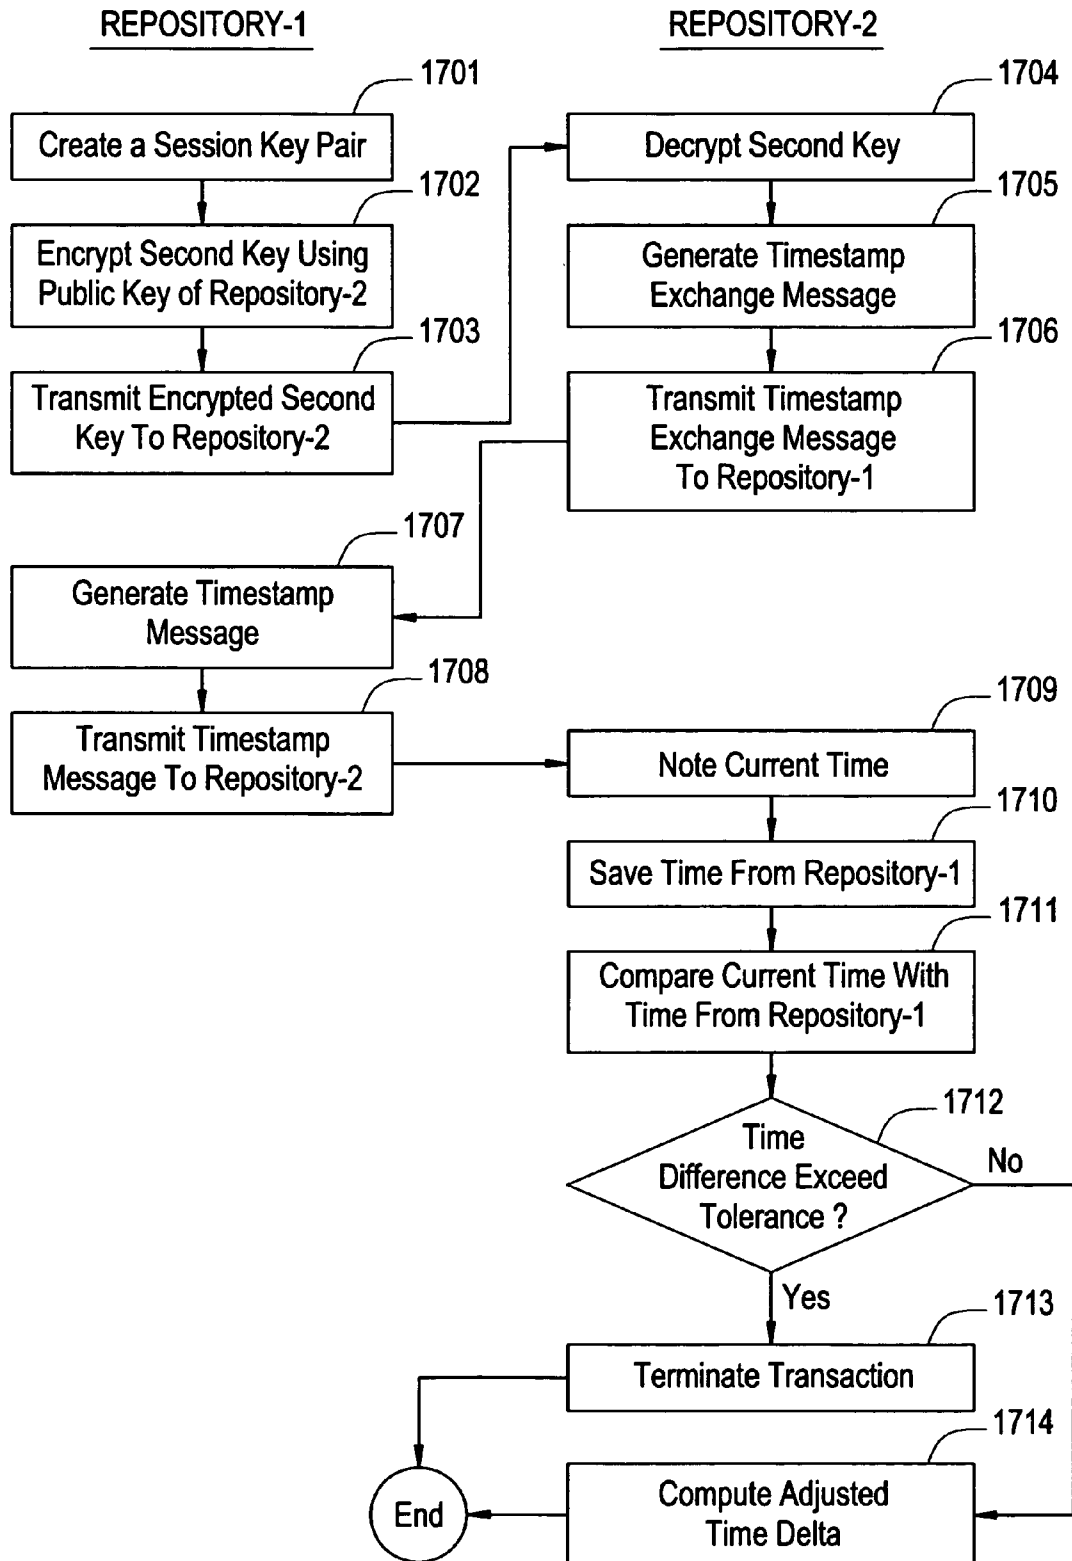 REPOSITORY-1
REPOSITORY-2
1701
Create a Session Key Pair
1702
Encrypt Second Key Using
Public Key of Repository-2
1703
Transmit Encrypted Second
Key To Repository-2
1704
Decrypt Second Key
1705
Generate Timestamp
Exchange Message
1706
Transmit Timestamp
Exchange Message
To Repository-1
1707
Generate Timestamp
Message
1708
Transmit Timestamp
Message To Repository-2
1709
Note Current Time
1710
Save Time From Repository-1
1711
Compare Current Time With
Time From Repository-1
1712
Time
Difference Exceed
Tolerance ?
No
Yes
1713
Terminate Transaction
1714
Compute Adjusted
Time Delta
End